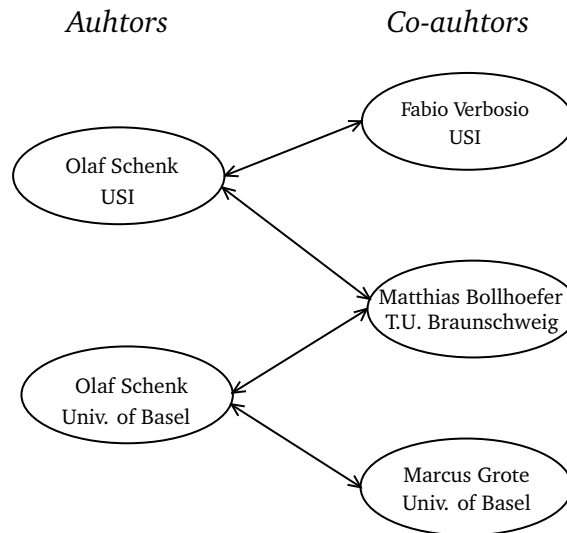 Auhtors
Co-auhtors
Fabio Verbosio
USI
Olaf Schenk
USI
Matthias Bollhoefer
T.U. Braunschweig
Olaf Schenk
Univ. of Basel
Marcus Grote
Univ. of Basel